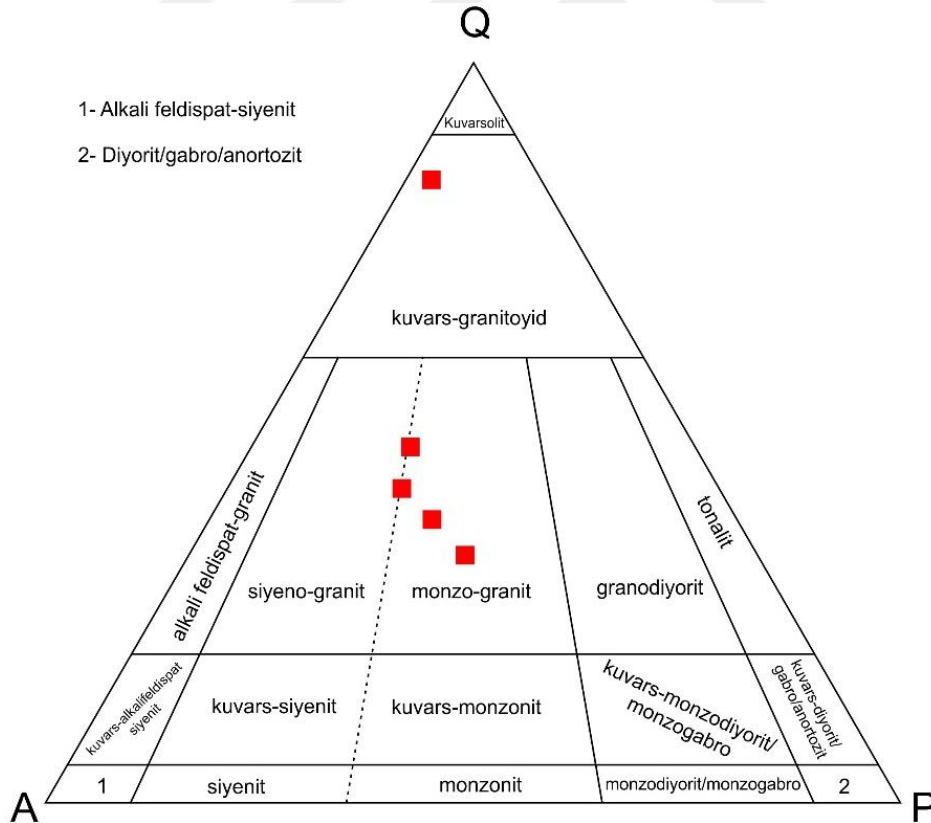 Q
1- Alkali feldispat-siyenit
Kuvarsolit
2- Diyorit/gabro/anortozit
kuvars-granitoyid
alkali feldispat-granit
siyeno-granit
monzo-granit
granodiyorit
tonalit
kuvars-alkalifeldispat
siyenit
kuvars-siyenit
kuvars-monzonit
kuvars-monzodiyorit/
monzogabro
kuvars-diyorit/
gabro/anortozit
A
1
siyenit
monzonit
monzodiyorit/monzogabro
2
P